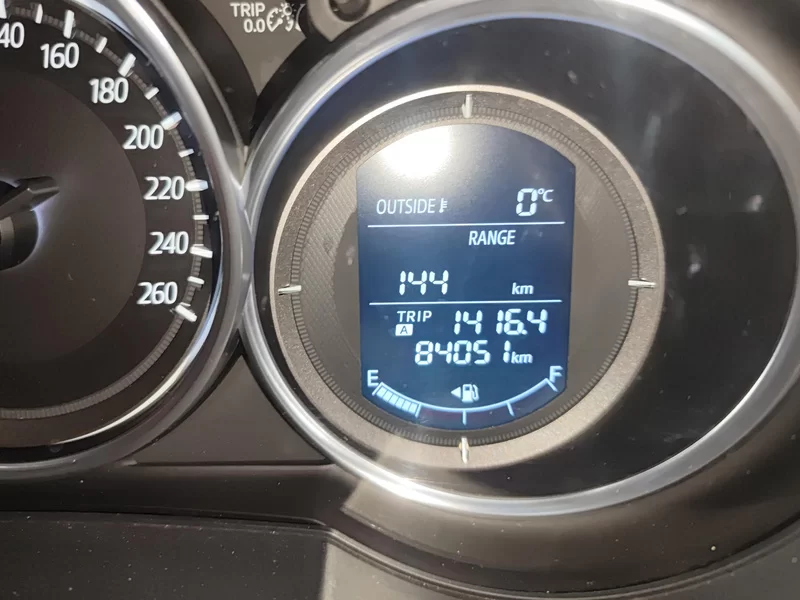 TRIP
0.0
40
160
180
200
220
240
260
OUTSIDE 0°C
RANGE
144 km
TRIP A 1416.4
84051 km
E F